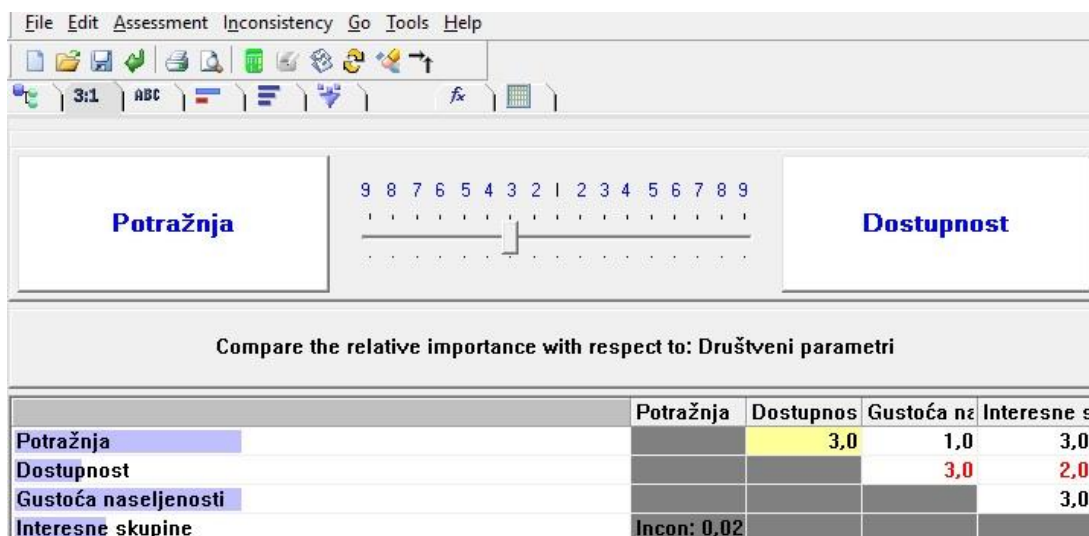 File Edit Assessment Inconsistency Go Tools Help
3:1 ABC fx
9 8 7 6 5 4 3 2 1 2 3 4 5 6 7 8 9
Potražnja Dostupnost
Compare the relative importance with respect to: Društveni parametri
Potražnja Dostupnos Gustoća na Interesne s
Potražnja 3,0 1,0 3,0
Dostupnost 3,0 2,0
Gustoća naseljenosti 3,0
Interesne skupine Incon: 0,02